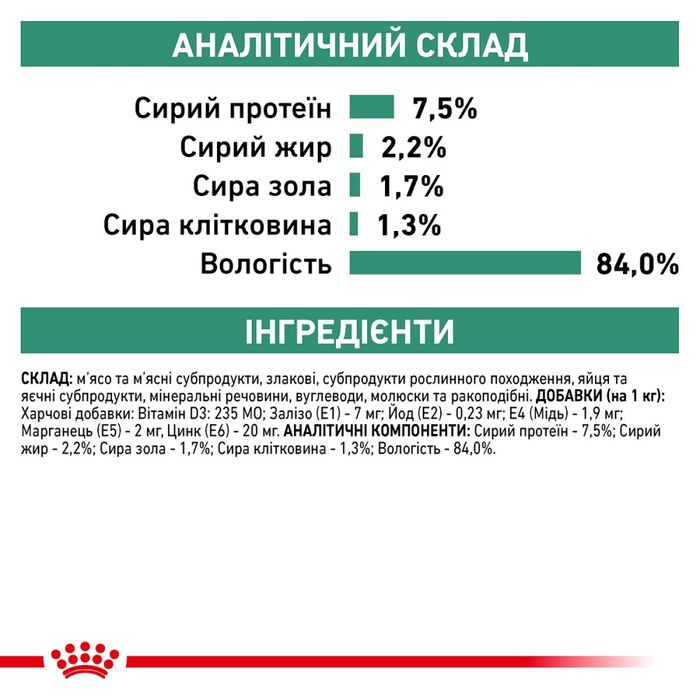 АНАЛІТИЧНИЙ СКЛАД
Сирий протеїн 7,5%
Сирий жир 2,2%
Сира зола 1,7%
Сира клітковина 1,3%
Вологість 84,0%
ІНГРЕДІЄНТИ
СКЛАД: м’ясо та м’ясні субпродукти, злакові, субпродукти рослинного походження, яйця та
яєчні субпродукти, мінеральні речовини, вуглеводи, молюски та ракоподібні. ДОБАВКИ (на 1 кг):
Харчові добавки: Вітамін D3: 235 МО; Залізо (Е1) - 7 мг; Йод (Е2) - 0,23 мг; Е4 (Мідь) - 1,9 мг;
Марганець (Е5) - 2 мг, Цинк (Е6) - 20 мг. АНАЛІТИЧНІ КОМПОНЕНТИ: Сирий протеїн - 7,5%; Сирий
жир - 2,2%; Сира зола - 1,7%; Сира клітковина - 1,3%; Вологість - 84,0%.